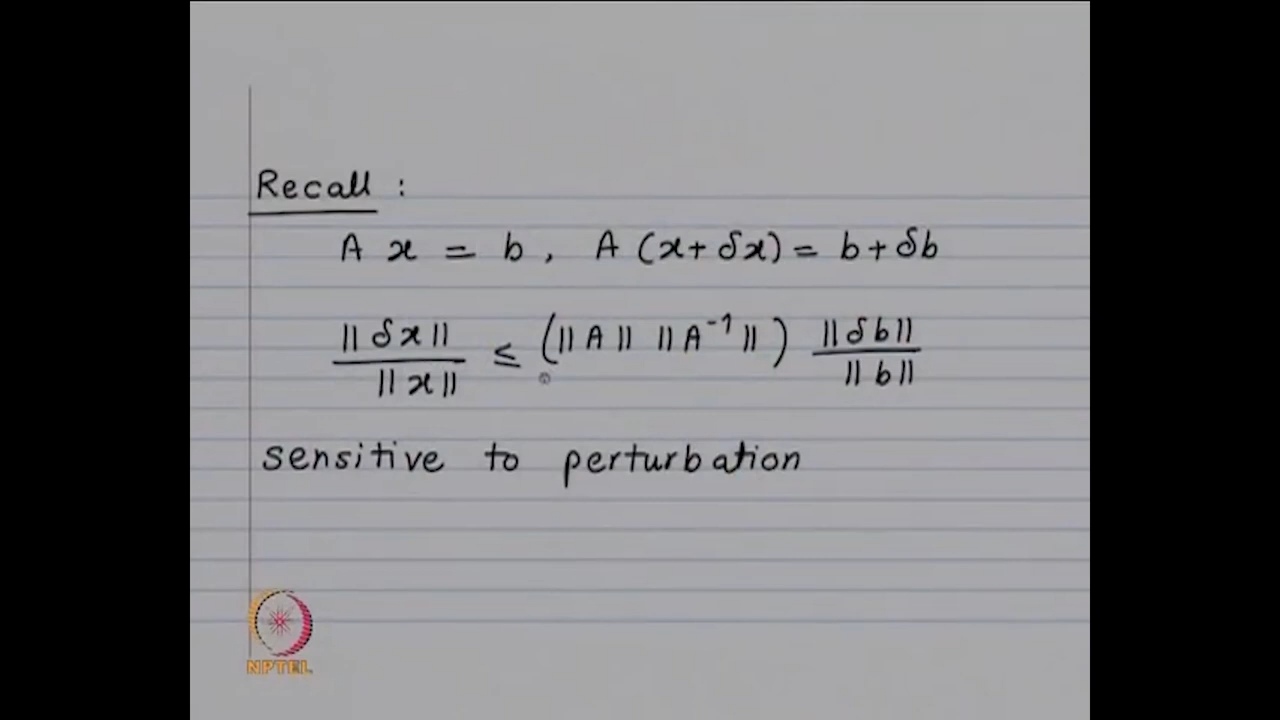 Recall :
A x = b , A (x + δx) = b + δb
||δx|| / ||x|| ≤ (||A|| ||A⁻¹||) ||δb|| / ||b||
sensitive to perturbation
NPTEL